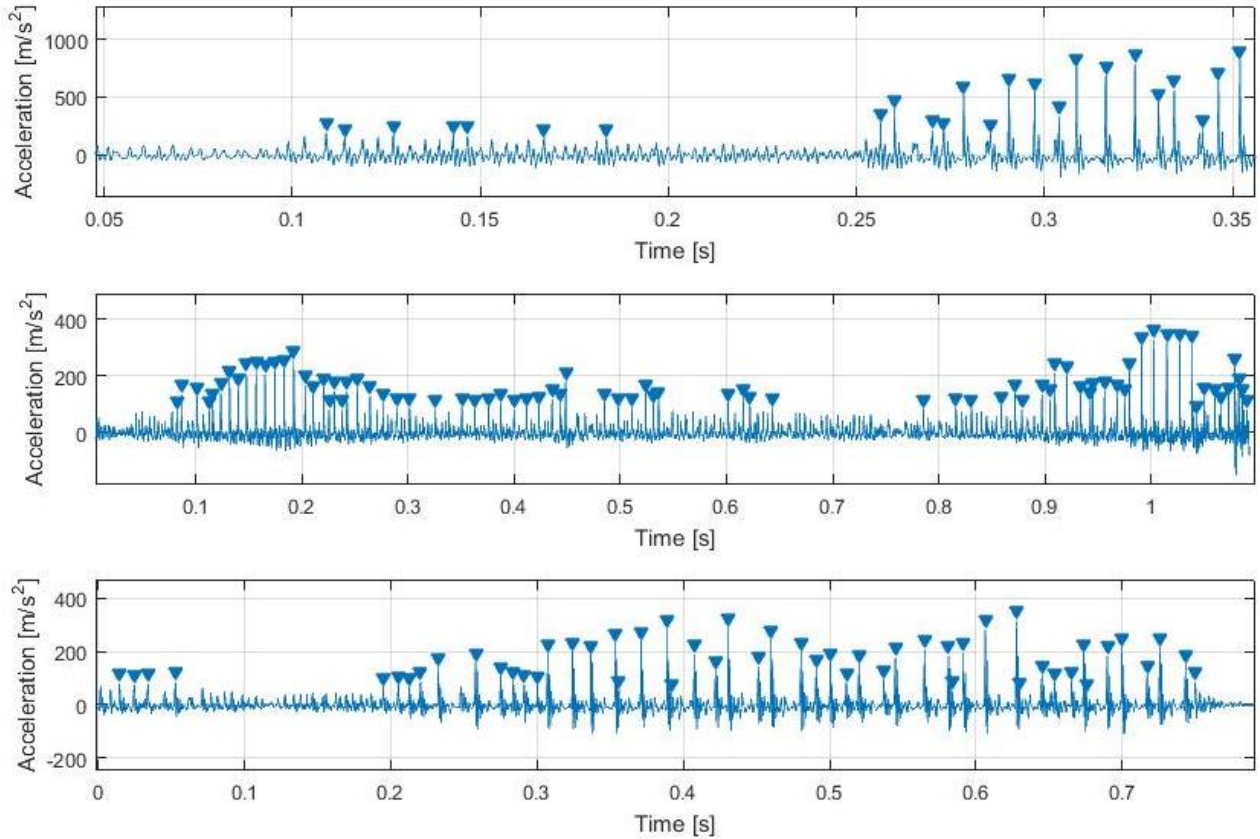 Acceleration [m/s²]
1000
500
0
0.05 0.1 0.15 0.2 0.25 0.3 0.35
Time [s]
Acceleration [m/s²]
400
200
0
0.1 0.2 0.3 0.4 0.5 0.6 0.7 0.8 0.9 1
Time [s]
Acceleration [m/s²]
400
200
0
-200
0 0.1 0.2 0.3 0.4 0.5 0.6 0.7
Time [s]